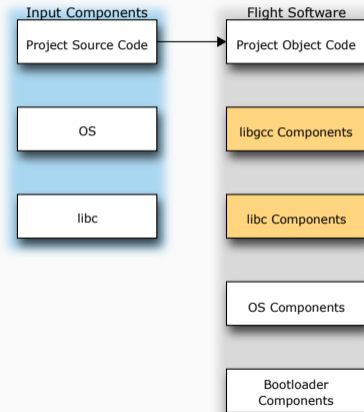 Input Components
Project Source Code
OS
libc
Flight Software
Project Object Code
libgcc Components
libc Components
OS Components
Bootloader
Components